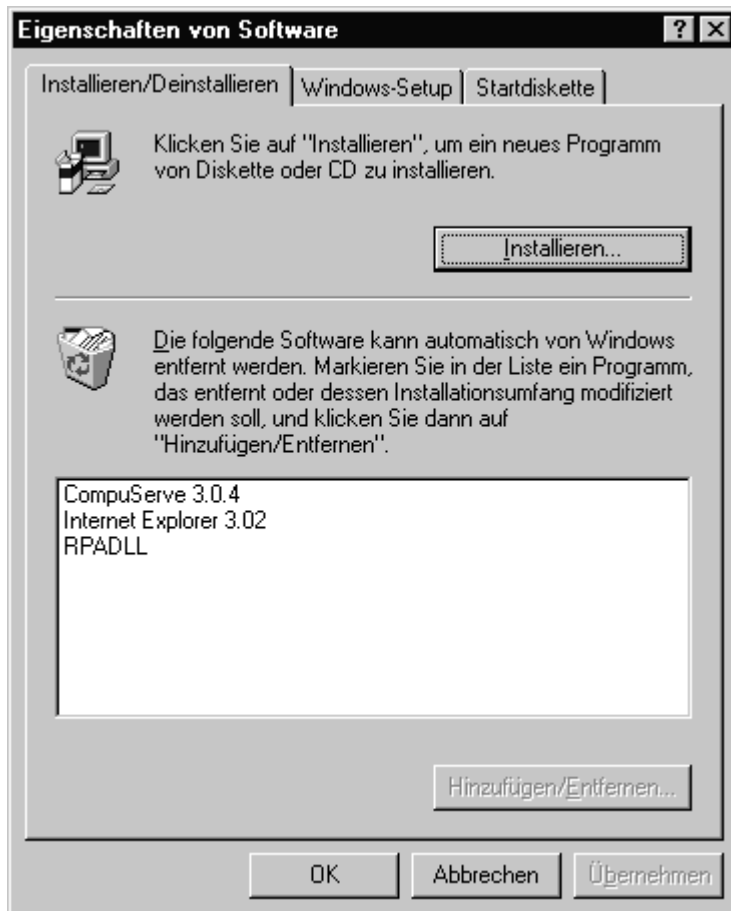 Eigenschaften von Software
Installieren/Deinstallieren Windows-Setup Startdiskette
Klicken Sie auf "Installieren", um ein neues Programm
von Diskette oder CD zu installieren.
Installieren...
Die folgende Software kann automatisch von Windows
entfernt werden. Markieren Sie in der Liste ein Programm,
das entfernt oder dessen Installationsumfang modifiziert
werden soll, und klicken Sie dann auf
"Hinzufügen/Entfernen".
CompuServe 3.0.4
Internet Explorer 3.02
RPADLL
Hinzufügen/Entfernen...
OK Abbrechen Übernehmen